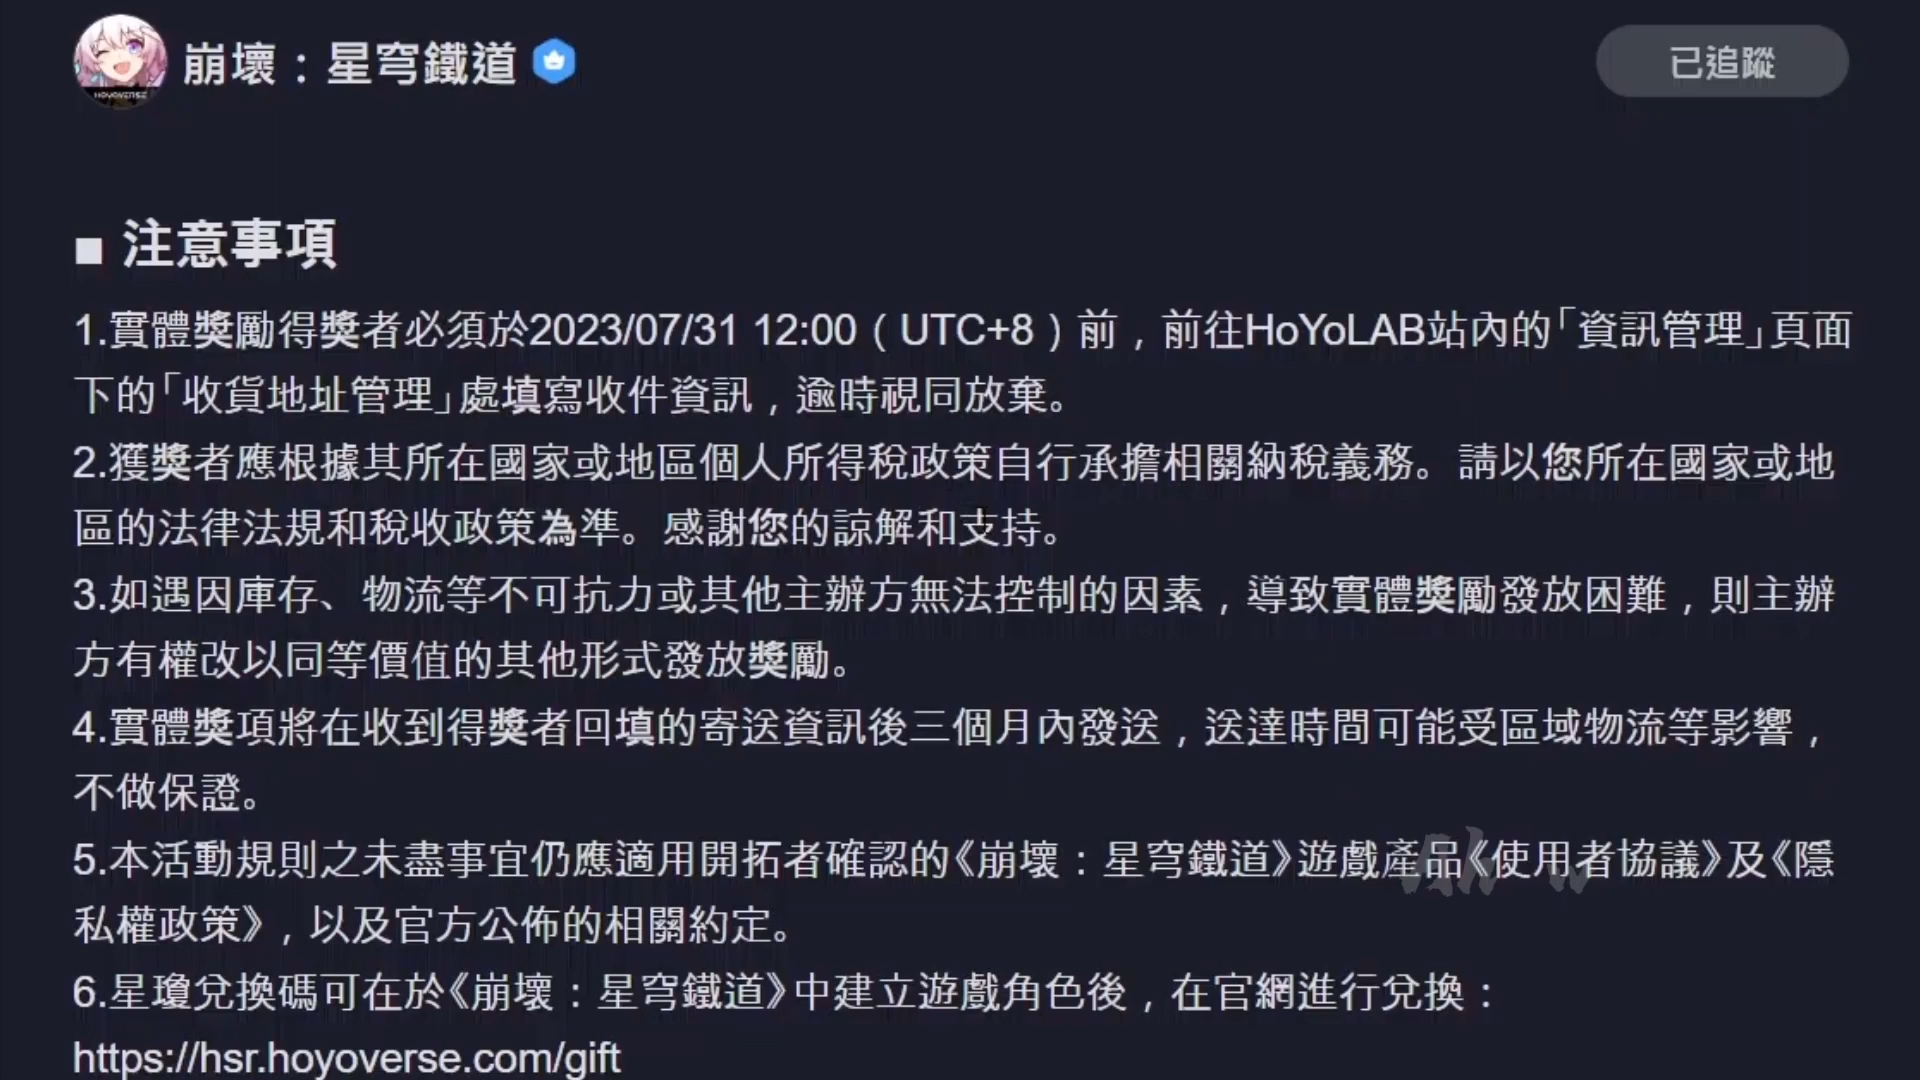 崩壞：星穹鐵道
已追蹤
HOYOVERSE
■ 注意事項
1.實體獎勵得獎者必須於2023/07/31 12:00（UTC+8）前，前往HoYoLAB站內的「資訊管理」頁面
下的「收貨地址管理」處填寫收件資訊，逾時視同放棄。
2.獲獎者應根據其所在國家或地區個人所得稅政策自行承擔相關納稅義務。請以您所在國家或地
區的法律法規和稅收政策為準。感謝您的諒解和支持。
3.如遇因庫存、物流等不可抗力或其他主辦方無法控制的因素，導致實體獎勵發放困難，則主辦
方有權改以同等價值的其他形式發放獎勵。
4.實體獎項將在收到得獎者回填的寄送資訊後三個月內發送，送達時間可能受區域物流等影響，
不做保證。
5.本活動規則之未盡事宜仍應適用開拓者確認的《崩壞：星穹鐵道》遊戲產品《使用者協議》及《隱
私權政策》，以及官方公佈的相關約定。
6.星瓊兌換碼可在於《崩壞：星穹鐵道》中建立遊戲角色後，在官網進行兌換：
https://hsr.hoyoverse.com/gift